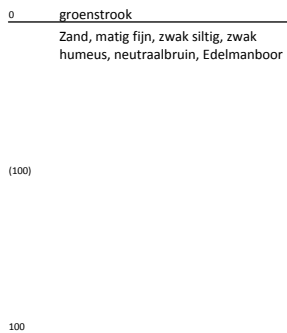 0 groenstrook
Zand, matig fijn, zwak siltig, zwak
humeus, neutraalbruin, Edelmanboor
(100)
100